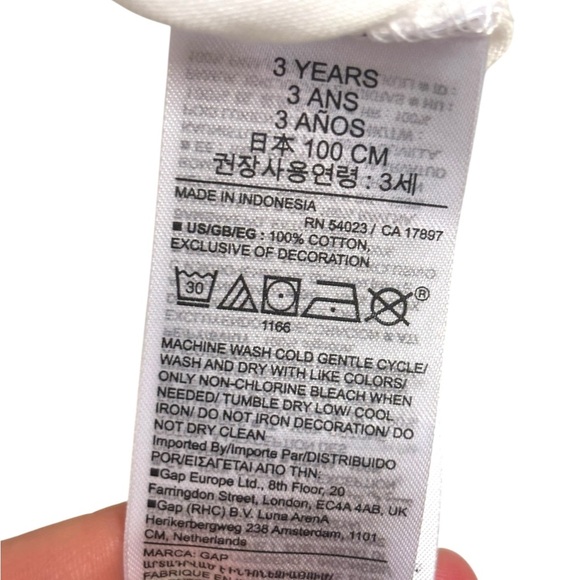 3 YEARS
3 ANS
3 AÑOS
日本 100 CM
권장사용연령 : 3세
MADE IN INDONESIA
RN 54023 / CA 17897
■ US/GB/EG : 100% COTTON,
EXCLUSIVE OF DECORATION
30
®
1166
MACHINE WASH COLD GENTLE CYCLE/
WASH AND DRY WITH LIKE COLORS/
ONLY NON-CHLORINE BLEACH WHEN
NEEDED/ TUMBLE DRY LOW/ COOL
IRON/ DO NOT IRON DECORATION/ DO
NOT DRY CLEAN
Imported By/Importe Par/DISTRIBUIDO
POR/ΕΙΣΑΓΕΤΑΙ ΑΠΟ ΤΗΝ:
■Gap Europe Ltd., 8th Floor, 20
Farringdon Street, London, EC4A 4AB, UK
■Gap (RHC) B.V. Luna ArenA
Herikerbergweg 238 Amsterdam, 1101
CM, Netherlands
MARCA: GAP
FABRIQUE EN